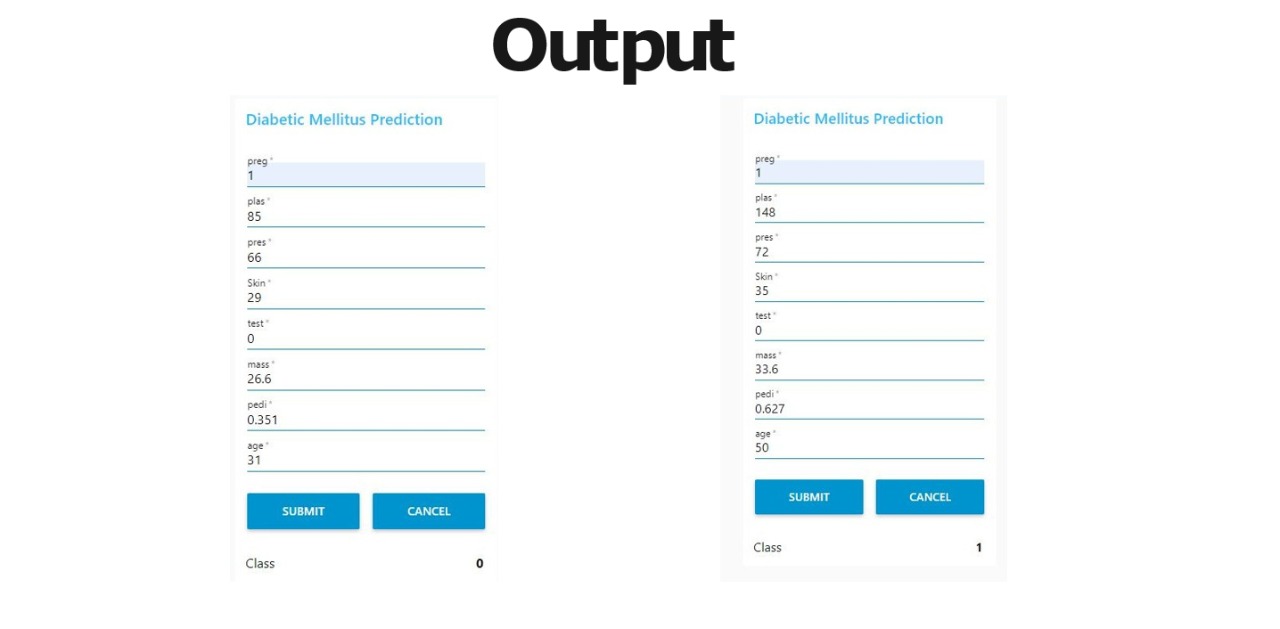 Output
Diabetic Mellitus Prediction
preg *
1
plas *
85
pres *
66
Skin *
29
test *
0
mass *
26.6
pedi *
0.351
age *
31
SUBMIT CANCEL
Class 0
Diabetic Mellitus Prediction
preg *
1
plas *
148
pres *
72
Skin *
35
test *
0
mass *
33.6
pedi *
0.627
age *
50
SUBMIT CANCEL
Class 1